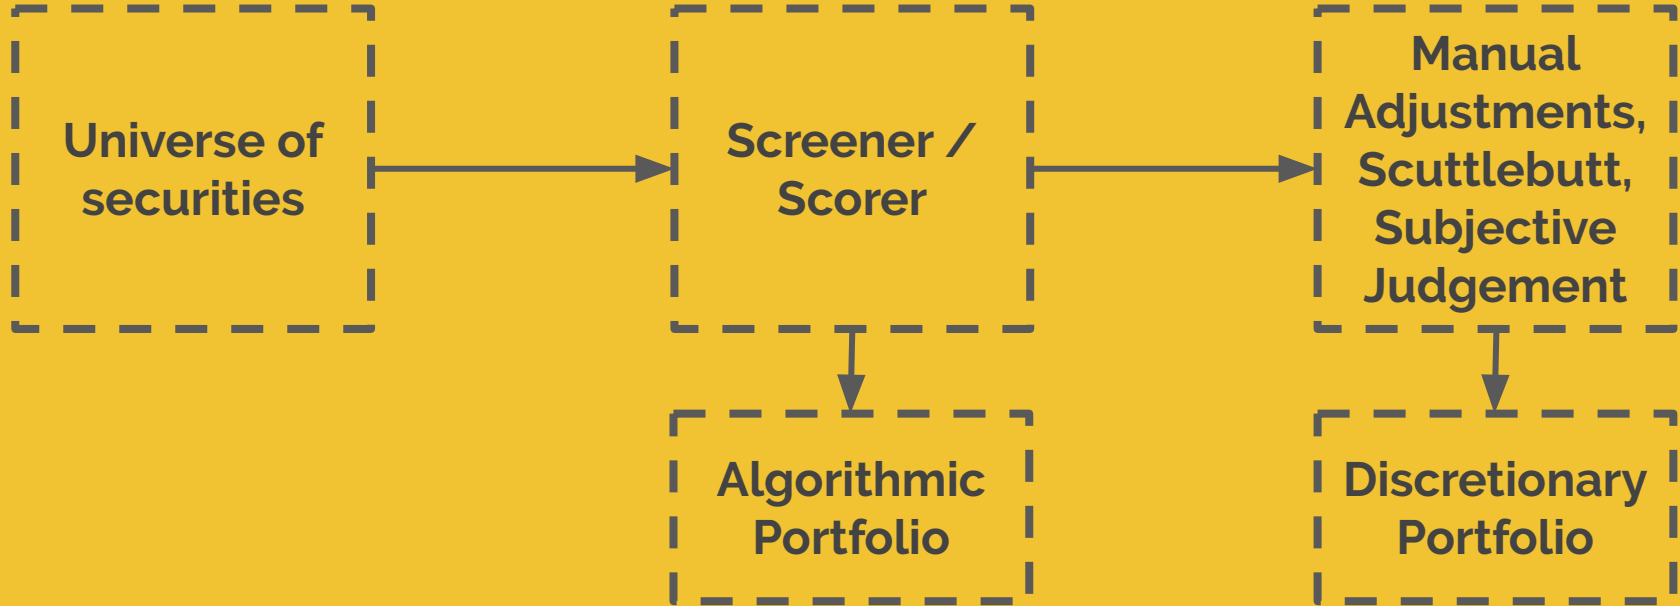 Universe of
securities
Screener /
Scorer
Manual
Adjustments,
Scuttlebutt,
Subjective
Judgement
Algorithmic
Portfolio
Discretionary
Portfolio